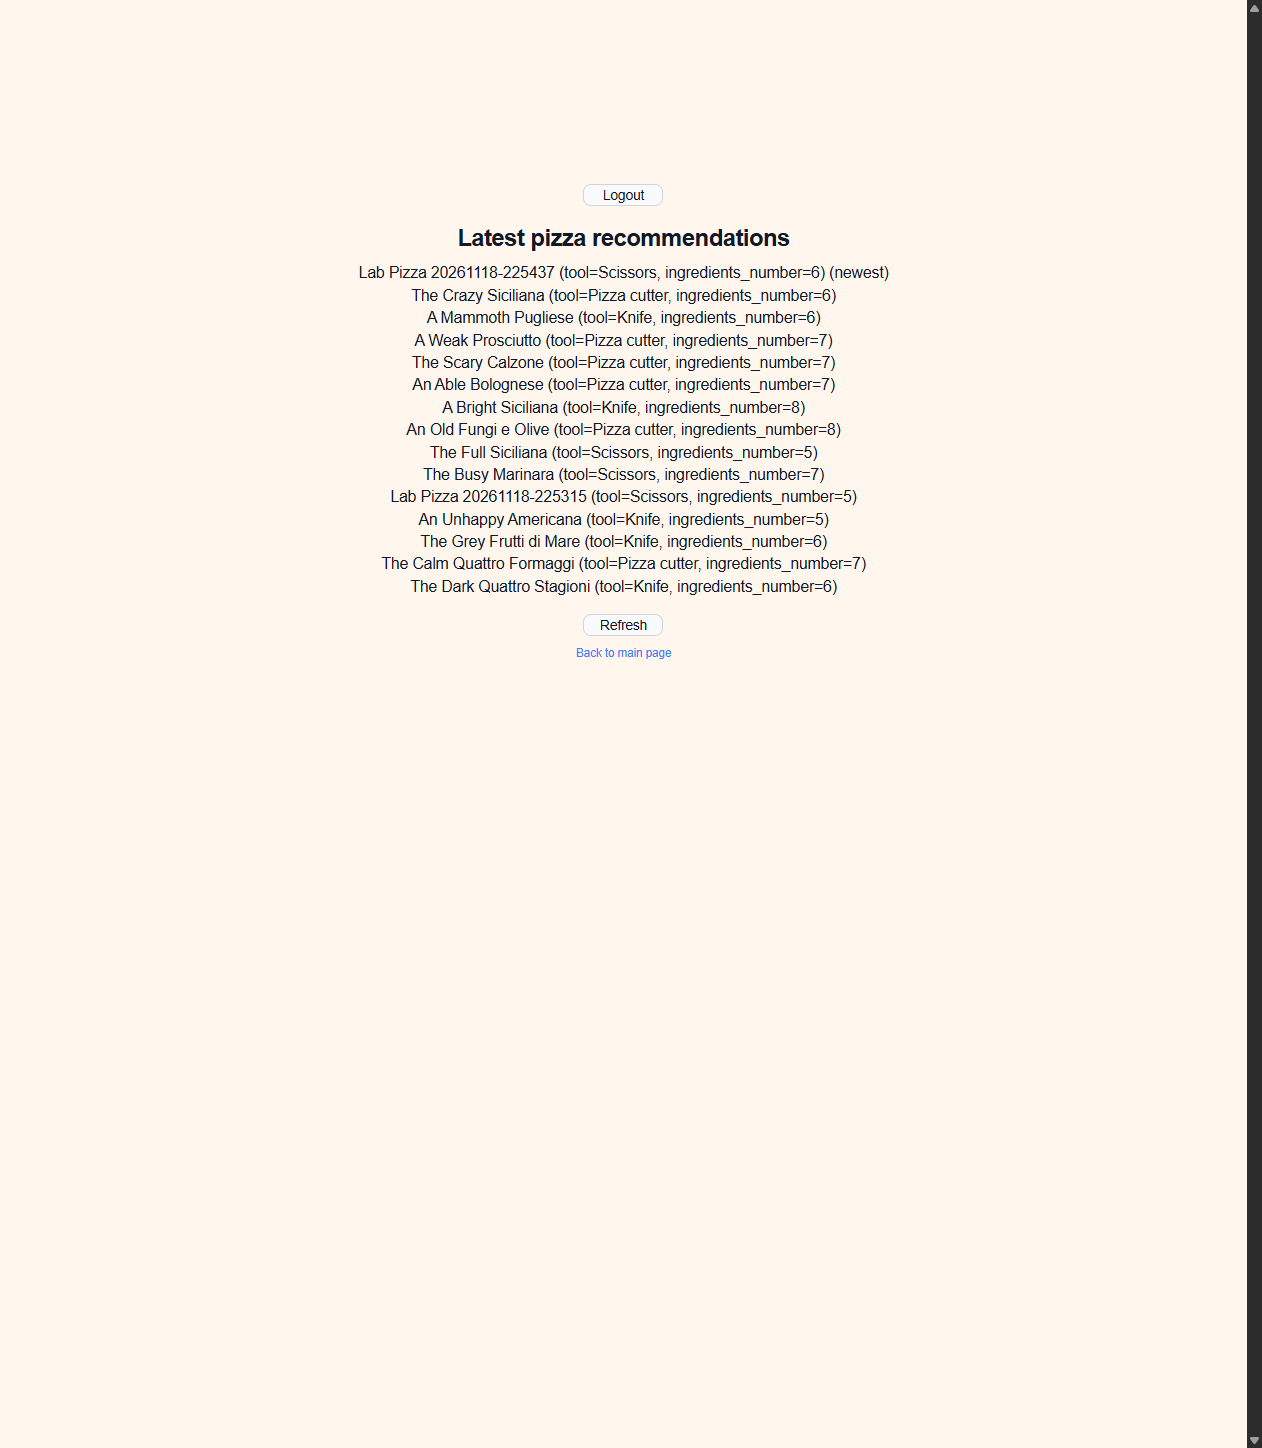 Logout
Latest pizza recommendations
Lab Pizza 20261118-225437 (tool=Scissors, ingredients_number=6) (newest)
The Crazy Siciliana (tool=Pizza cutter, ingredients_number=6)
A Mammoth Pugliese (tool=Knife, ingredients_number=6)
A Weak Prosciutto (tool=Pizza cutter, ingredients_number=7)
The Scary Calzone (tool=Pizza cutter, ingredients_number=7)
An Able Bolognese (tool=Pizza cutter, ingredients_number=7)
A Bright Siciliana (tool=Knife, ingredients_number=8)
An Old Fungi e Olive (tool=Pizza cutter, ingredients_number=8)
The Full Siciliana (tool=Scissors, ingredients_number=5)
The Busy Marinara (tool=Scissors, ingredients_number=7)
Lab Pizza 20261118-225315 (tool=Scissors, ingredients_number=5)
An Unhappy Americana (tool=Knife, ingredients_number=5)
The Grey Frutti di Mare (tool=Knife, ingredients_number=6)
The Calm Quattro Formaggi (tool=Pizza cutter, ingredients_number=7)
The Dark Quattro Stagioni (tool=Knife, ingredients_number=6)
Refresh
Back to main page